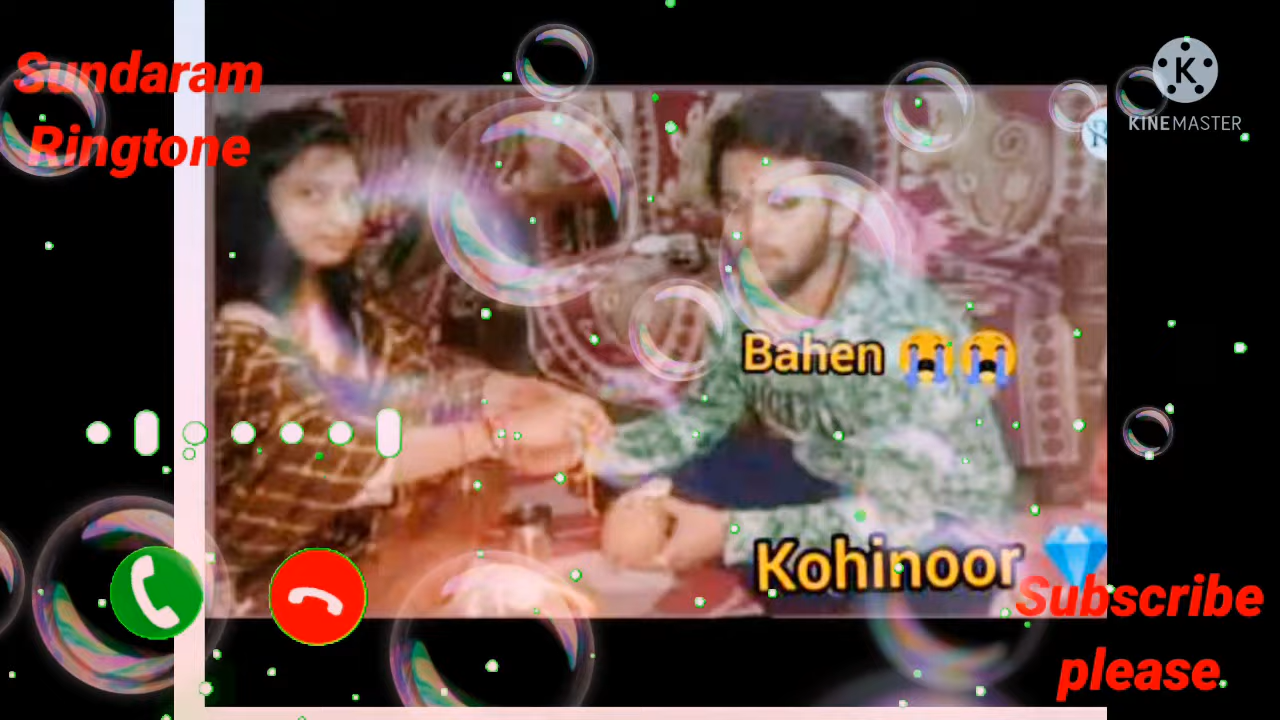 Sundaram
Ringtone
KINEMASTER
Bahen 😭😭
Kohinoor 💎
Subscribe
please